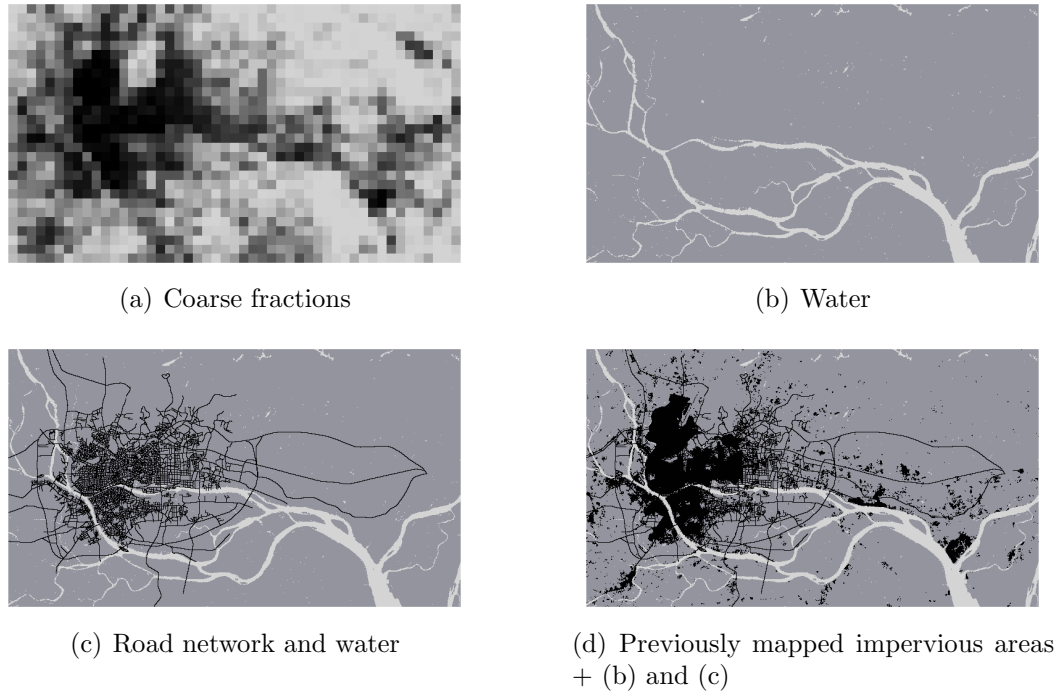 (a) Coarse fractions
(b) Water
(c) Road network and water
(d) Previously mapped impervious areas
+ (b) and (c)